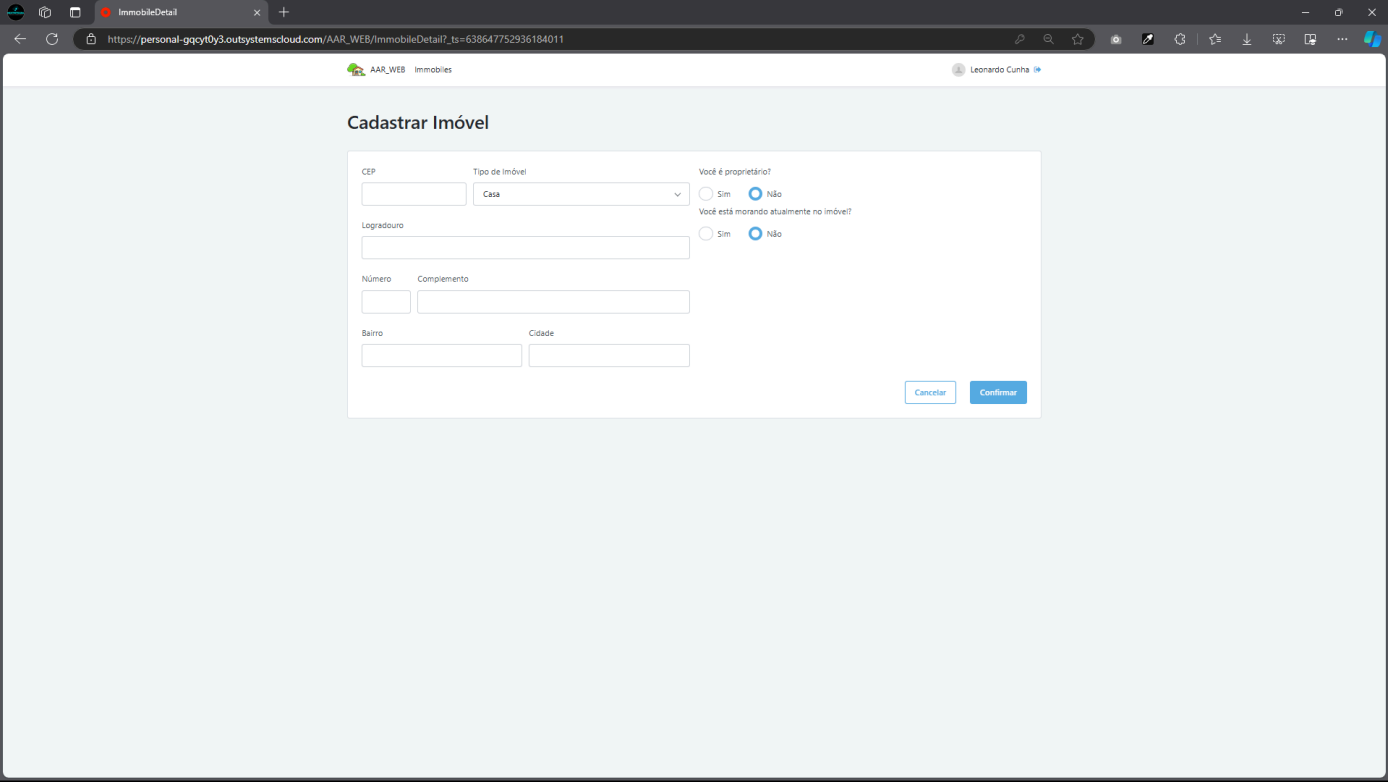 ImmobileDetail
https://personal-gqcyt0y3.outsystemscloud.com/AAR_WEB/ImmobileDetail?_ts=638647752936184011
AAR_WEB Immoblies Leonardo Cunha
Cadastrar Imóvel
CEP Tipo de Imóvel Você é proprietário?
Casa Sim Não
Você está morando atualmente no imóvel?
Logradouro
Sim Não
Número Complemento
Bairro Cidade
Cancelar Confirmar